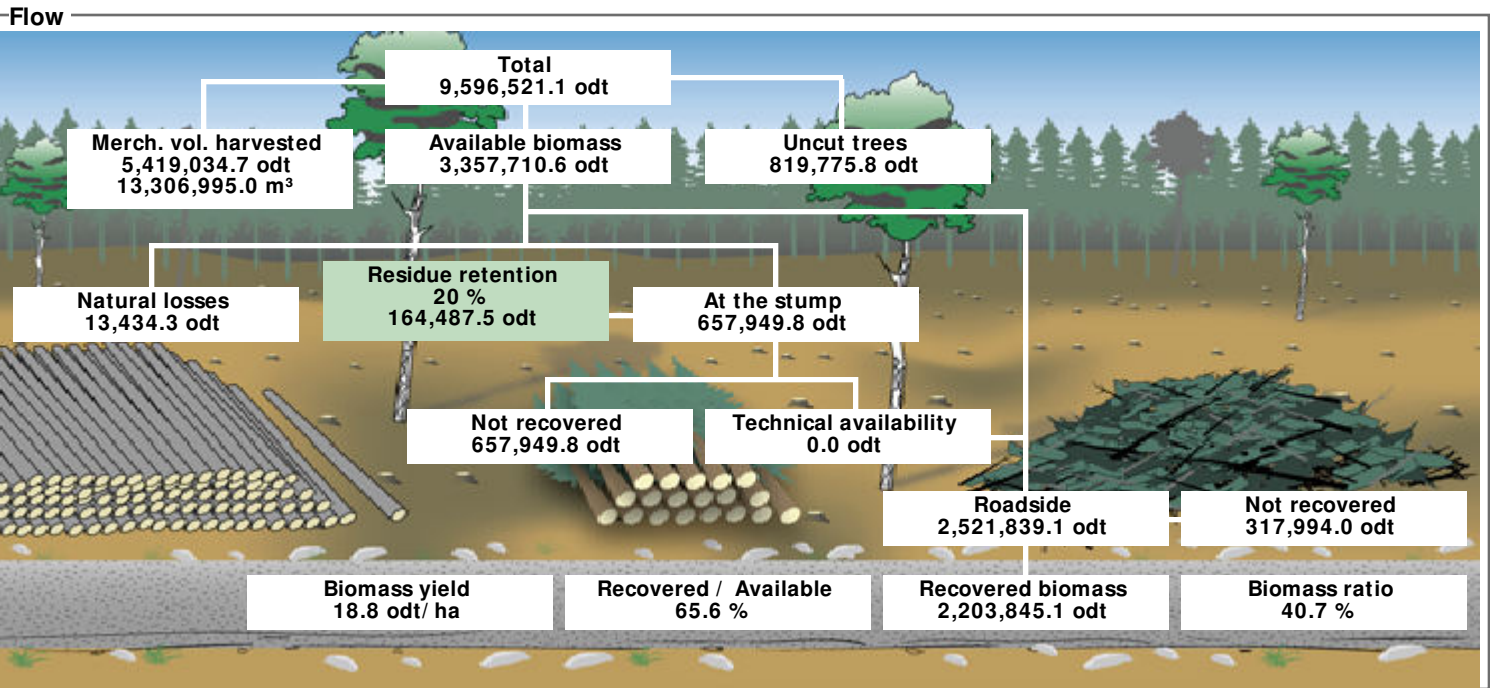 Flow
Total
9,596,521.1 odt
Merch. vol. harvested
5,419,034.7 odt
13,306,995.0 m³
Available biomass
3,357,710.6 odt
Uncut trees
819,775.8 odt
Natural losses
13,434.3 odt
Residue retention
20 %
164,487.5 odt
At the stump
657,949.8 odt
Not recovered
657,949.8 odt
Technical availability
0.0 odt
Roadside
2,521,839.1 odt
Not recovered
317,994.0 odt
Biomass yield
18.8 odt/ ha
Recovered / Available
65.6 %
Recovered biomass
2,203,845.1 odt
Biomass ratio
40.7 %